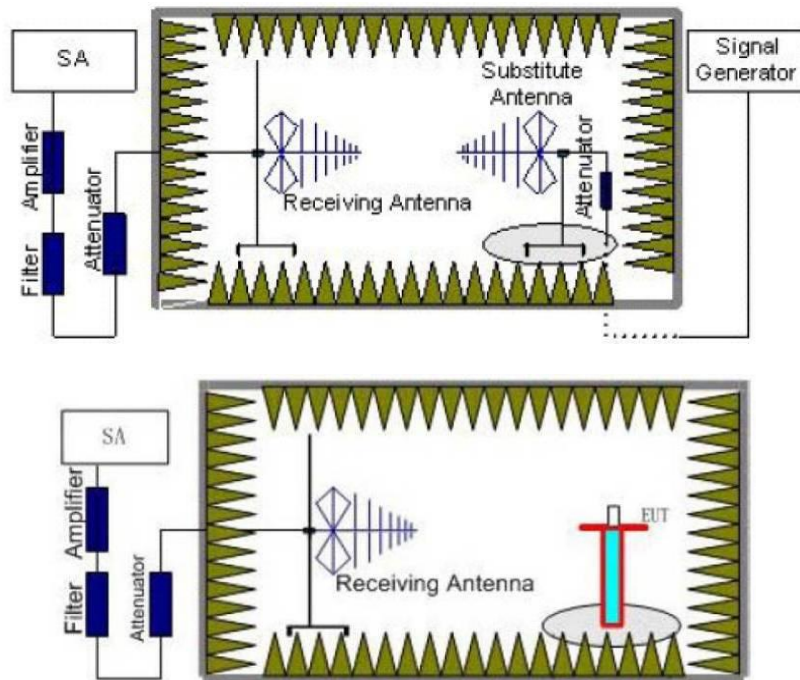 SA
Signal
Generator
Substitute
Antenna
Amplifier
Attenuator
Attenuator
Receiving Antenna
Filter
SA
Amplifier
EUT
Receiving Antenna
Filter
Attenuator